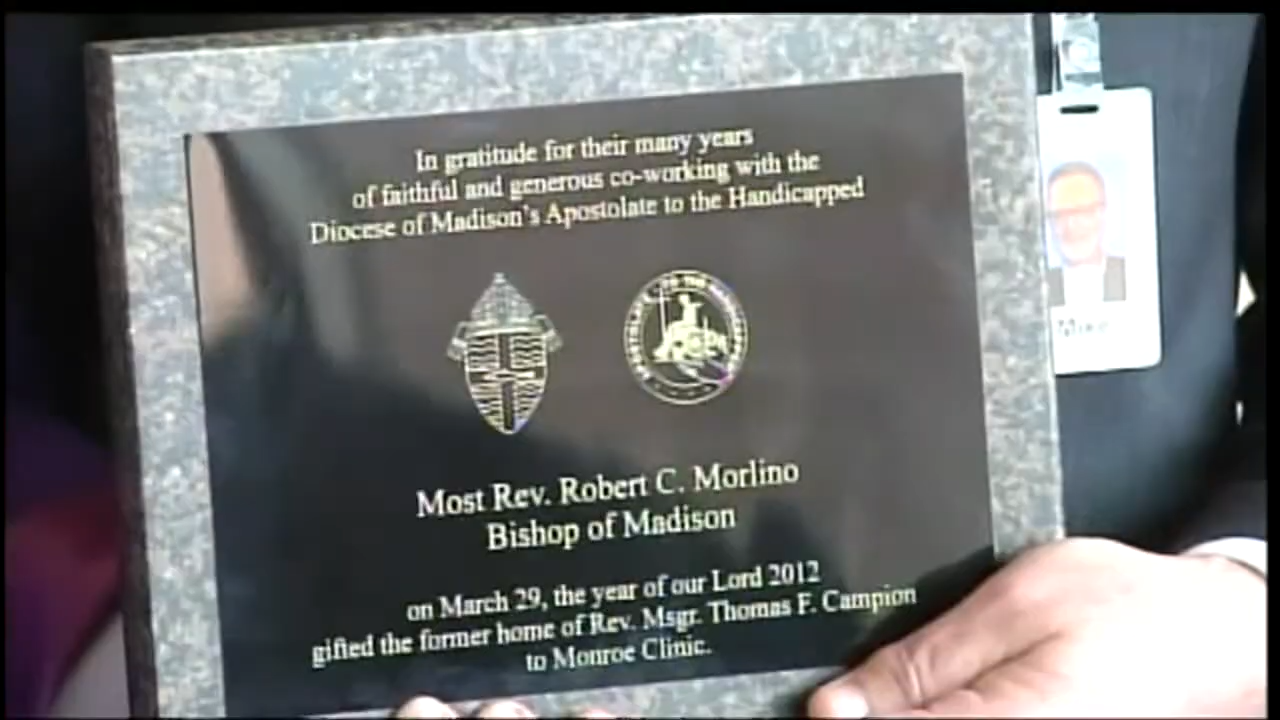 In gratitude for their many years
of faithful and generous co-working with the
Diocese of Madison's Apostolate to the Handicapped
Most Rev. Robert C. Morlino
Bishop of Madison
on March 29, the year of our Lord 2012
gifted the former home of Rev. Msgr. Thomas F. Campion
to Monroe Clinic.
Mike